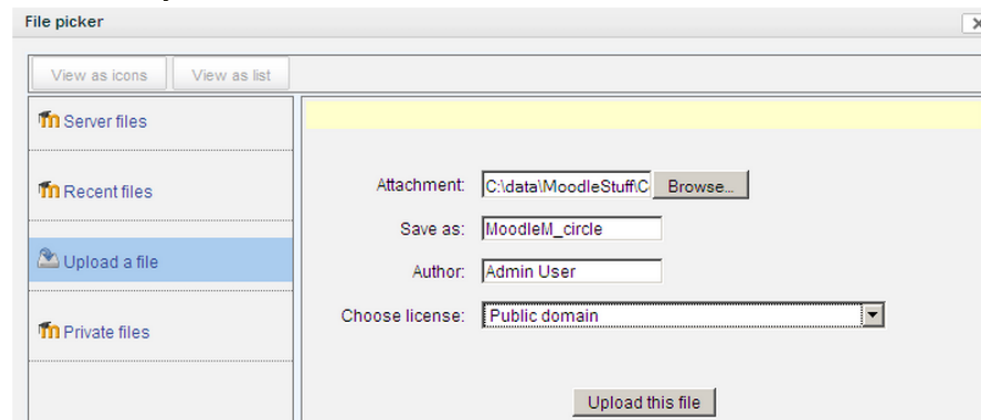 File picker
View as icons View as list
Server files
Recent files
Upload a file
Private files
Attachment: C:\data\MoodleStuff\C Browse...
Save as: MoodleM_circle
Author: Admin User
Choose license: Public domain
Upload this file